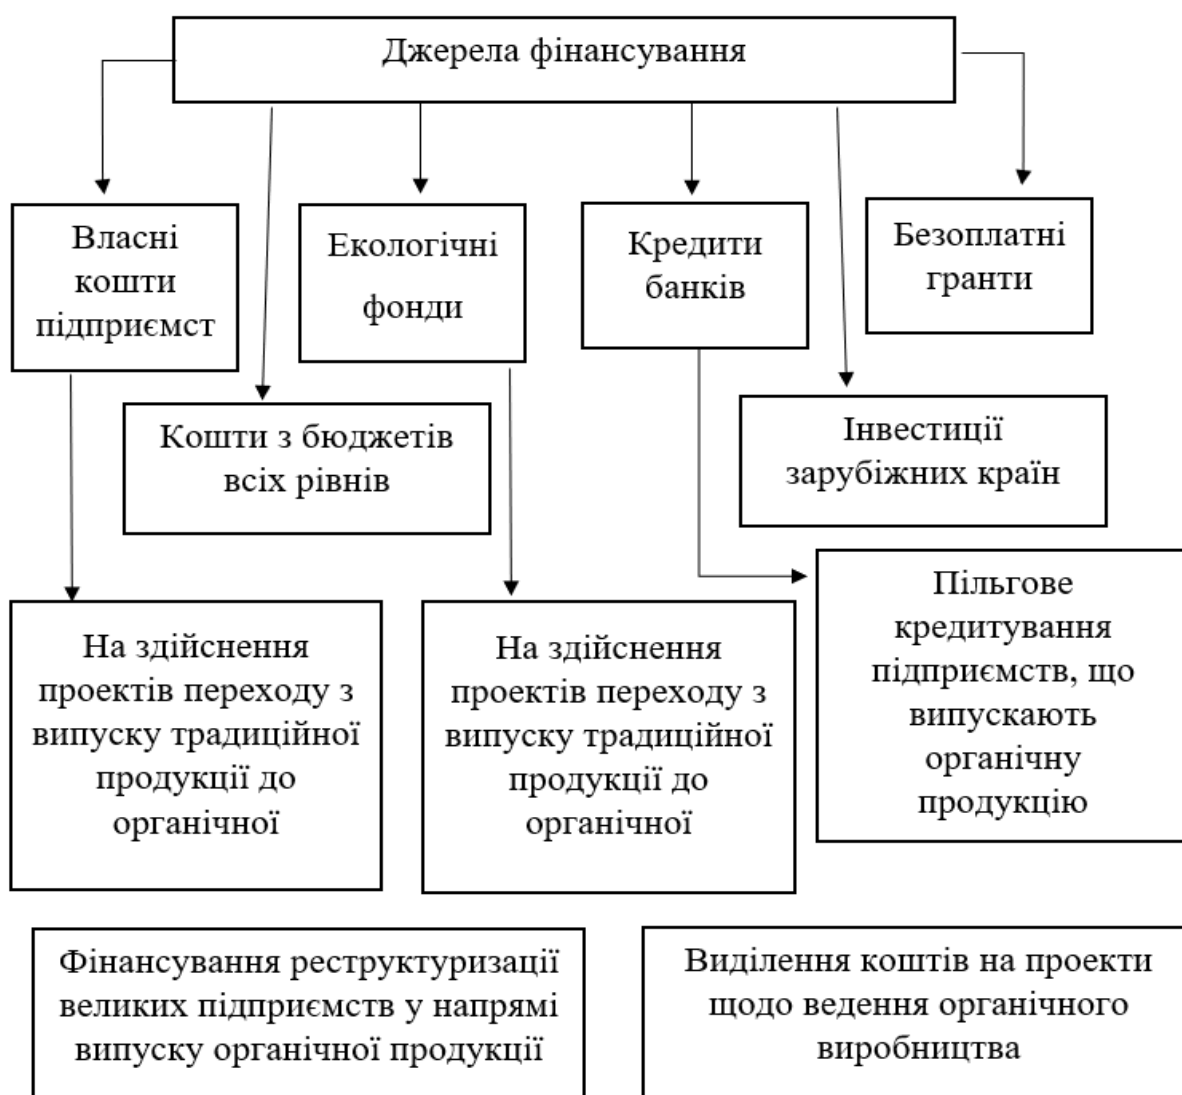 Джерела фінансування
Власні
кошти
підприємст
Екологічні
фонди
Кредити
банків
Безоплатні
гранти
Кошти з бюджетів
всіх рівнів
Інвестиції
зарубіжних країн
На здійснення
проектів переходу з
випуску традиційної
продукції до
органічної
На здійснення
проектів переходу з
випуску традиційної
продукції до
органічної
Пільгове
кредитування
підприємств, що
випускають
органічну
продукцію
Фінансування реструктуризації
великих підприємств у напрямі
випуску органічної продукції
Виділення коштів на проекти
щодо ведення органічного
виробництва